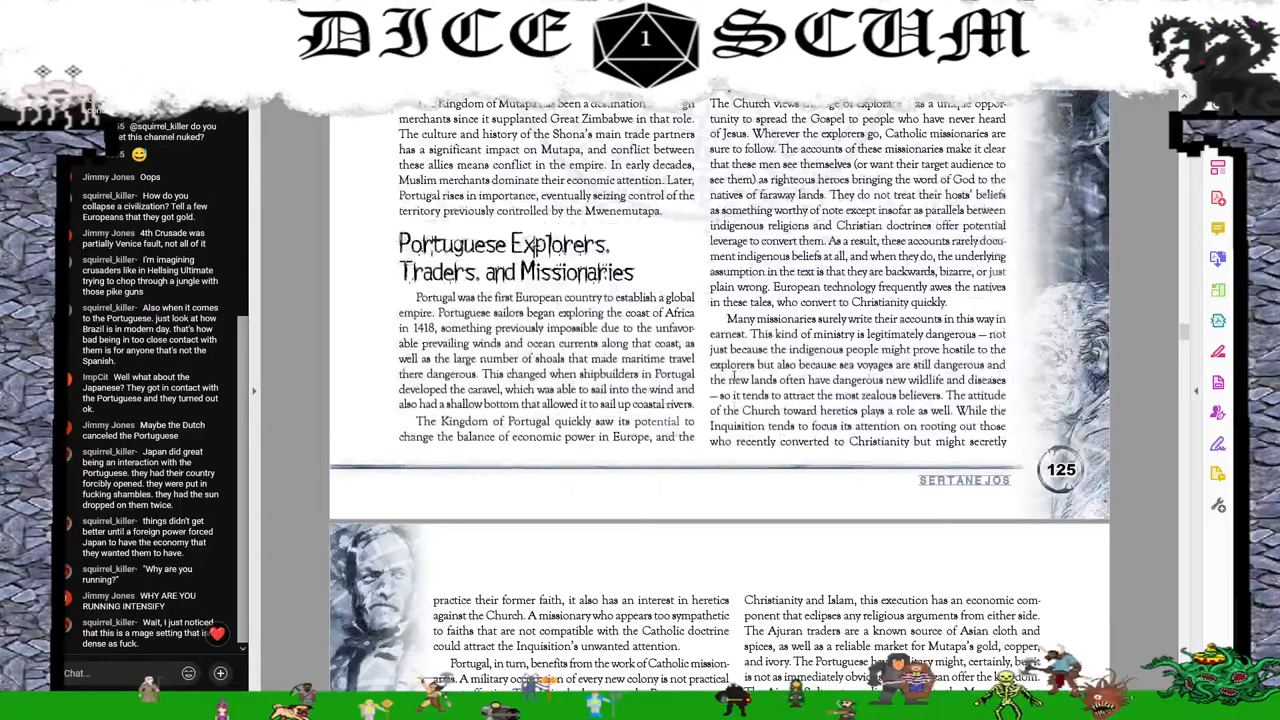 DICE 1 SCUM
@squirrel_killer do you
et this channel nuked?
😅
Jimmy Jones Oops
squirrel_killer- How do you
collapse a civilization? Tell a few
Europeans that they got gold.
Jimmy Jones 4th Crusade was
partially Venice fault, not all of it
squirrel_killer- I'm imagining
crusaders like in Hellsing Ultimate
trying to chop through a jungle with
those pike guns
squirrel_killer- Also when it comes
to the Portuguese. just look at how
Brazil is in modern day. that's how
bad being in too close contact with
them is for anyone that's not the
Spanish.
ImpCit Well what about the
Japanese? They got in contact with
the Portuguese and they turned out
ok.
Jimmy Jones Maybe the Dutch
canceled the Portuguese
squirrel_killer- Japan did great
being an interaction with the
Portuguese. they had their country
forcibly opened. they were put in
fucking shambles. they had the sun
dropped on them twice.
squirrel_killer- things didn't get
better until a foreign power forced
Japan to have the economy that
they wanted them to have.
squirrel_killer- "Why are you
running?"
Jimmy Jones WHY ARE YOU
RUNNING INTENSIFY
squirrel_killer- Wait, I just noticed
that this is a mage setting that is
dense as fuck.
Chat...
Kingdom of Mutapa has been a destination
merchants since it supplanted Great Zimbabwe in that role.
The culture and history of the Shona's main trade partners
has a significant impact on Mutapa, and conflict between
these allies means conflict in the empire. In early decades,
Muslim merchants dominate their economic attention. Later,
Portugal rises in importance, eventually seizing control of the
territory previously controlled by the Mwenemutapa.
Portuguese Explorers,
Traders, and Missionaries
Portugal was the first European country to establish a global
empire. Portuguese sailors began exploring the coast of Africa
in 1418, something previously impossible due to the unfavor-
able prevailing winds and ocean currents along that coast, as
well as the large number of shoals that made maritime travel
there dangerous. This changed when shipbuilders in Portugal
developed the caravel, which was able to sail into the wind and
also had a shallow bottom that allowed it to sail up coastal rivers.
The Kingdom of Portugal quickly saw its potential to
change the balance of economic power in Europe, and the
The Church views age of as a unique oppor-
tunity to spread the Gospel to people who have never heard
of Jesus. Wherever the explorers go, Catholic missionaries are
sure to follow. The accounts of these missionaries make it clear
that these men see themselves (or want their target audience to
see them) as righteous heroes bringing the word of God to the
natives of faraway lands. They do not treat their hosts' beliefs
as something worthy of note except insofar as parallels between
indigenous religions and Christian doctrines offer potential
leverage to convert them. As a result, these accounts rarely docu-
ment indigenous beliefs at all, and when they do, the underlying
assumption in the text is that they are backwards, bizarre, or just
plain wrong. European technology frequently awes the natives
in these tales, who convert to Christianity quickly.
Many missionaries surely write their accounts in this way in
earnest. This kind of ministry is legitimately dangerous — not
just because the indigenous people might prove hostile to the
explorers but also because sea voyages are still dangerous and
the new lands often have dangerous new wildlife and diseases
— so it tends to attract the most zealous believers. The attitude
of the Church toward heretics plays a role as well. While the
Inquisition tends to focus its attention on rooting out those
who recently converted to Christianity but might secretly
SERTANEJOS
125
practice their former faith, it also has an interest in heretics
against the Church. A missionary who appears too sympathetic
to faiths that are not compatible with the Catholic doctrine
could attract the Inquisition's unwanted attention.
Portugal, in turn, benefits from the work of Catholic mission-
aries. A military of every new colony is not practical
Christianity and Islam, this execution has an economic com-
ponent that eclipses any religious arguments from either side.
The Ajuran traders are a known source of Asian cloth and
spices, as well as a reliable market for Mutapa's gold, copper,
and ivory. The Portuguese might, certainly,
is not as immediately offer the